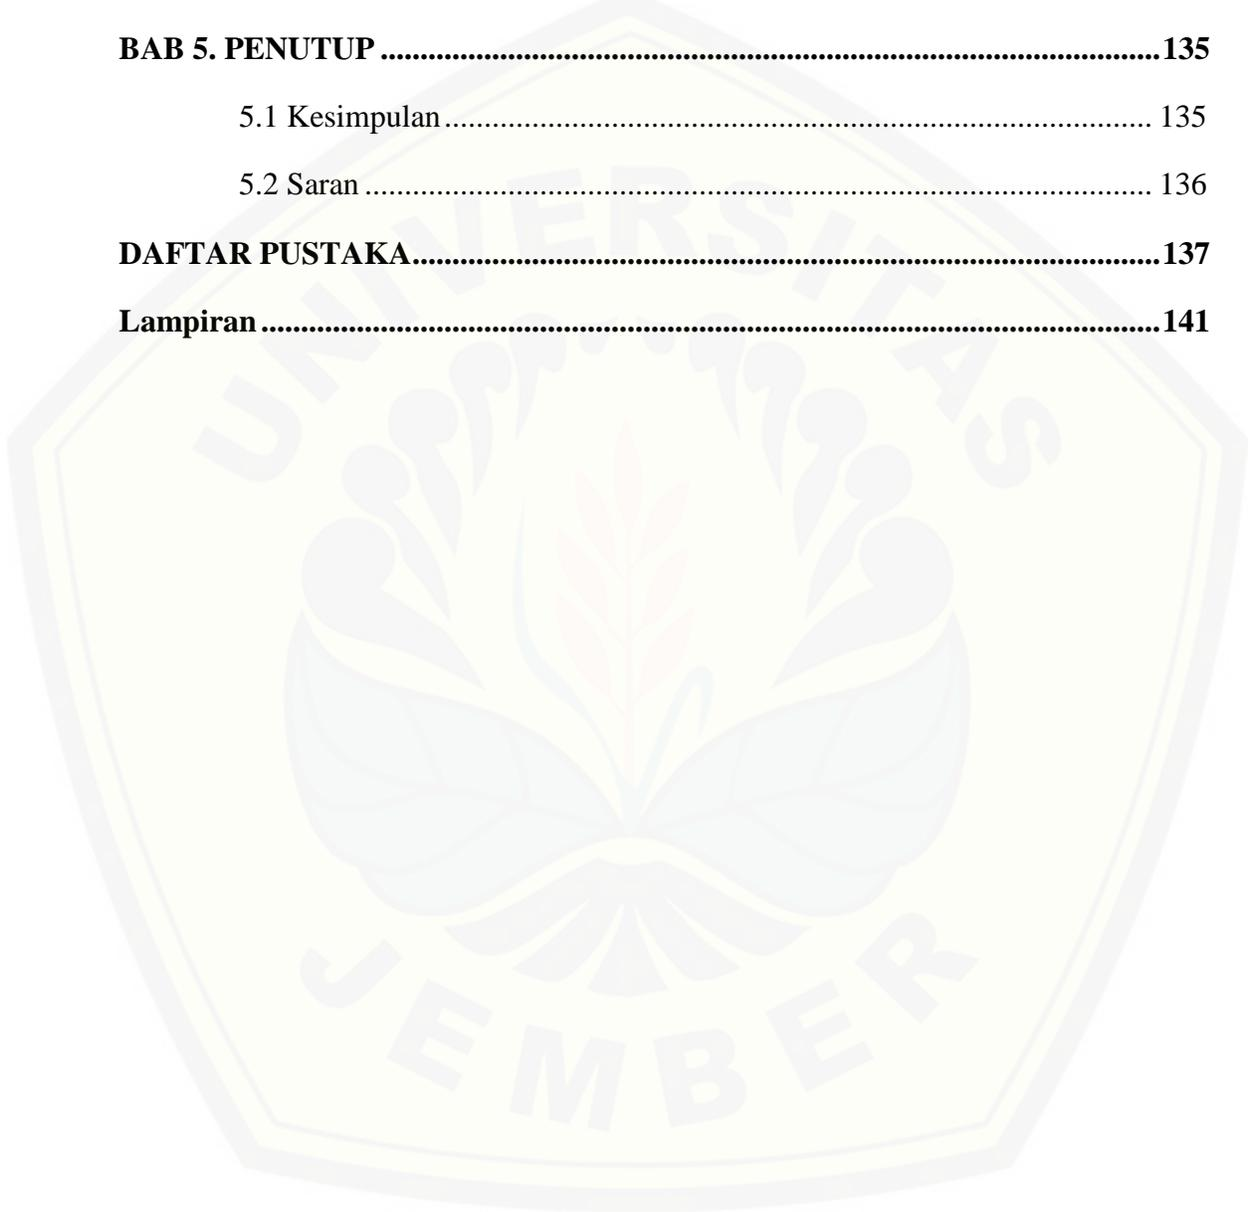 BAB 5. PENUTUP ........................................................................................................135
5.1 Kesimpulan........................................................................................... 135
5.2 Saran ..................................................................................................... 136
DAFTAR PUSTAKA....................................................................................................137
Lampiran ....................................................................................................................141
UNIVERSITAS
JEMBER